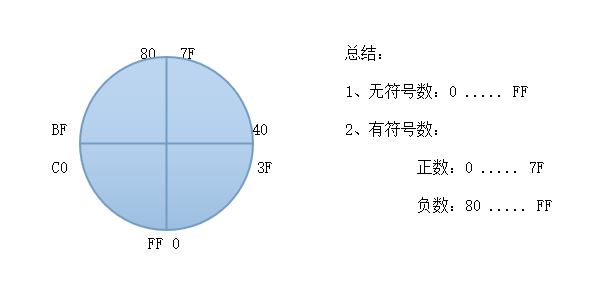 80 7F
BF
40
C0
3F
FF 0
总结:
1、无符号数: 0 ..... FF
2、有符号数:
正数: 0 ..... 7F
负数: 80 ..... FF